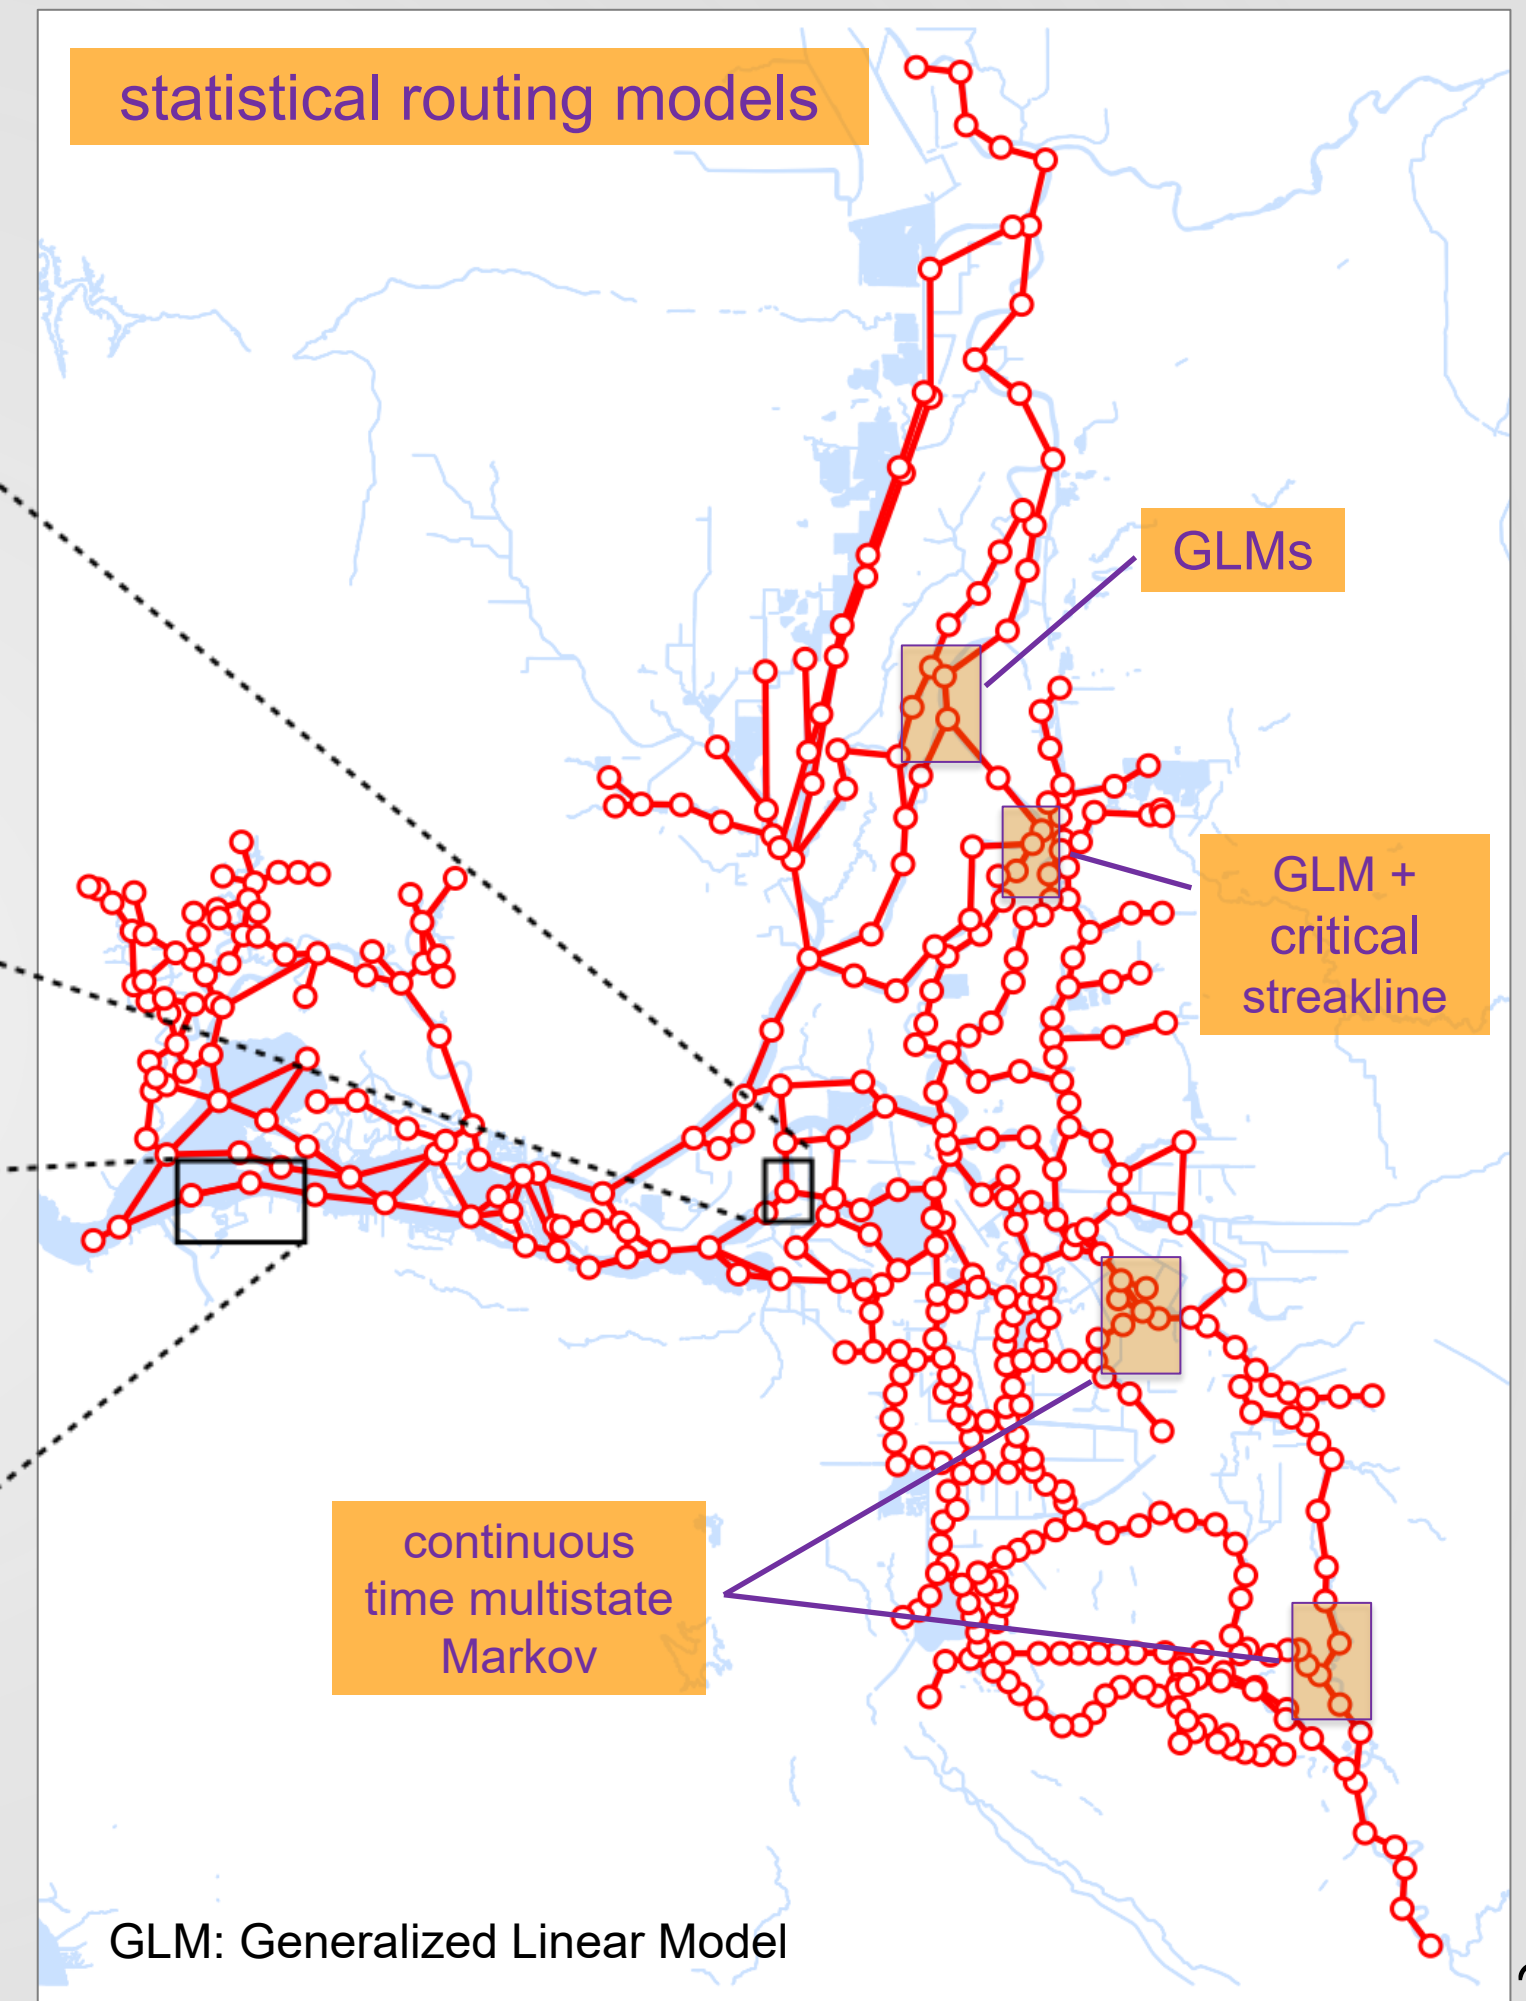 statistical routing models
GLMs
GLM +
critical
streakline
continuous
time multistate
Markov
GLM: Generalized Linear Model